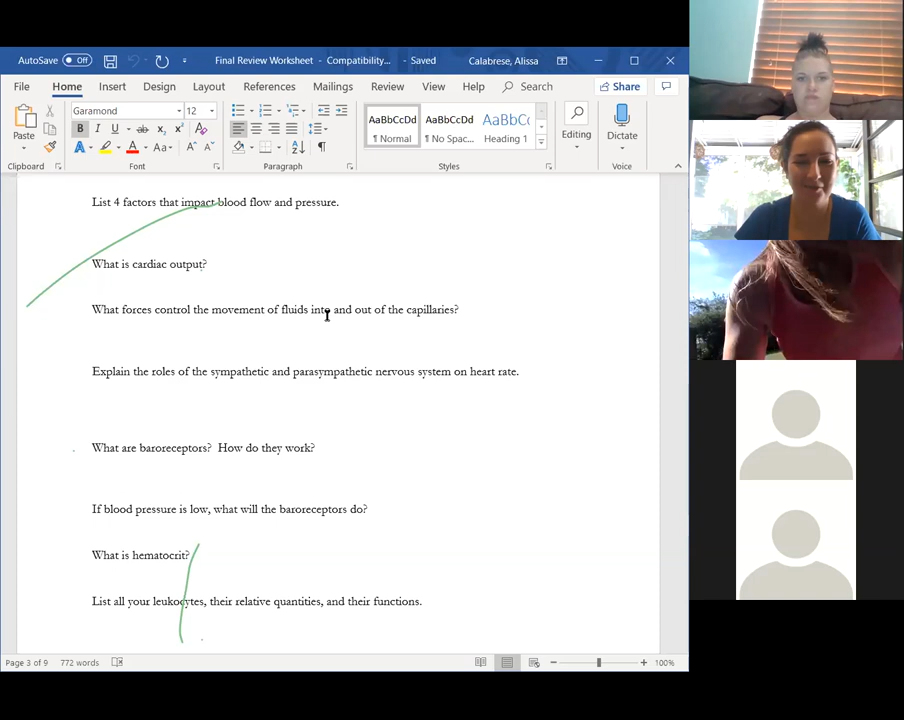 AutoSave Off Final Review Worksheet - Compatibility... - Saved Calabrese, Alissa
File Home Insert Draw Design Layout References Mailings Review View Help Search Share
Garamond 12 AaBbCcDd AaBbCcDd AaBbCc
Paste ¶ Normal ¶ No Spac... Heading 1 Editing Dictate
Clipboard Font Paragraph Styles Voice
List 4 factors that impact blood flow and pressure.
What is cardiac output?
What forces control the movement of fluids into and out of the capillaries?
Explain the roles of the sympathetic and parasympathetic nervous system on heart rate.
What are baroreceptors? How do they work?
If blood pressure is low, what will the baroreceptors do?
What is hematocrit?
List all your leukocytes, their relative quantities, and their functions.
Page 3 of 9 772 words 100%